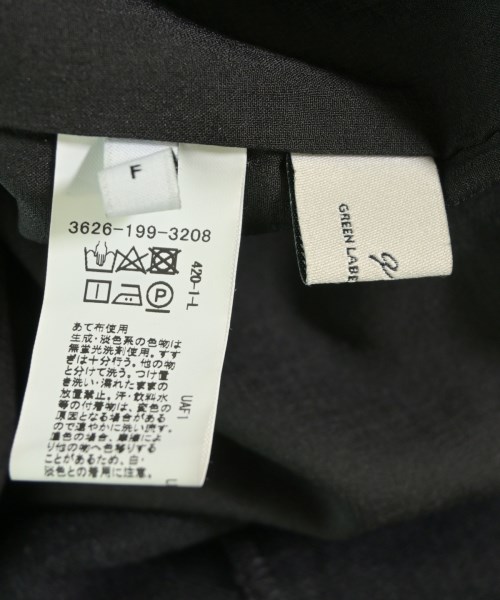 F
3626-199-3208
420-1-L
あて布使用
生成・淡色系の色物は
無蛍光洗剤使用。すす
ぎは十分行う。他の物
と分けて洗う。つけ置
き洗い・濡れたままの
放置禁止。汗・飲料水
等の付着物は、変色の
原因となる場合がある
ので速やかに洗い流す。
濃色の場合、摩擦によ
り他の物へ色移りする
ことがあるため、白・
淡色との着用に注意。
UAF1
GREEN LABE